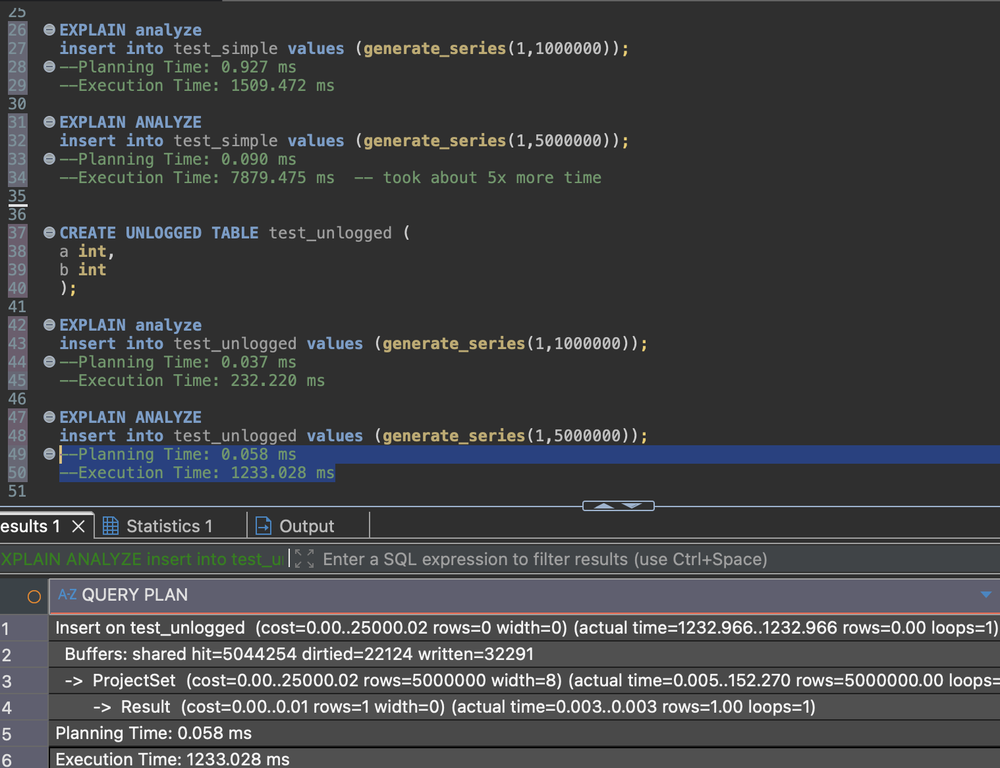 25
26 EXPLAIN analyze
27 insert into test_simple values (generate_series(1,1000000));
28 --Planning Time: 0.927 ms
29 --Execution Time: 1509.472 ms
30
31 EXPLAIN ANALYZE
32 insert into test_simple values (generate_series(1,5000000));
33 --Planning Time: 0.090 ms
34 --Execution Time: 7879.475 ms  -- took about 5x more time
35
36
37 CREATE UNLOGGED TABLE test_unlogged (
38 a int,
39 b int
40 );
41
42 EXPLAIN analyze
43 insert into test_unlogged values (generate_series(1,1000000));
44 --Planning Time: 0.037 ms
45 --Execution Time: 232.220 ms
46
47 EXPLAIN ANALYZE
48 insert into test_unlogged values (generate_series(1,5000000));
49 --Planning Time: 0.058 ms
50 --Execution Time: 1233.028 ms
51
esults 1 Statistics 1 Output
XPLAIN ANALYZE insert into test_u Enter a SQL expression to filter results (use Ctrl+Space)
A-Z QUERY PLAN
1 Insert on test_unlogged  (cost=0.00..25000.02 rows=0 width=0) (actual time=1232.966..1232.966 rows=0.00 loops=1)
2 Buffers: shared hit=5044254 dirtied=22124 written=32291
3 ->  ProjectSet  (cost=0.00..25000.02 rows=5000000 width=8) (actual time=0.005..152.270 rows=5000000.00 loops=
4 ->  Result  (cost=0.00..0.01 rows=1 width=0) (actual time=0.003..0.003 rows=1.00 loops=1)
5 Planning Time: 0.058 ms
6 Execution Time: 1233.028 ms